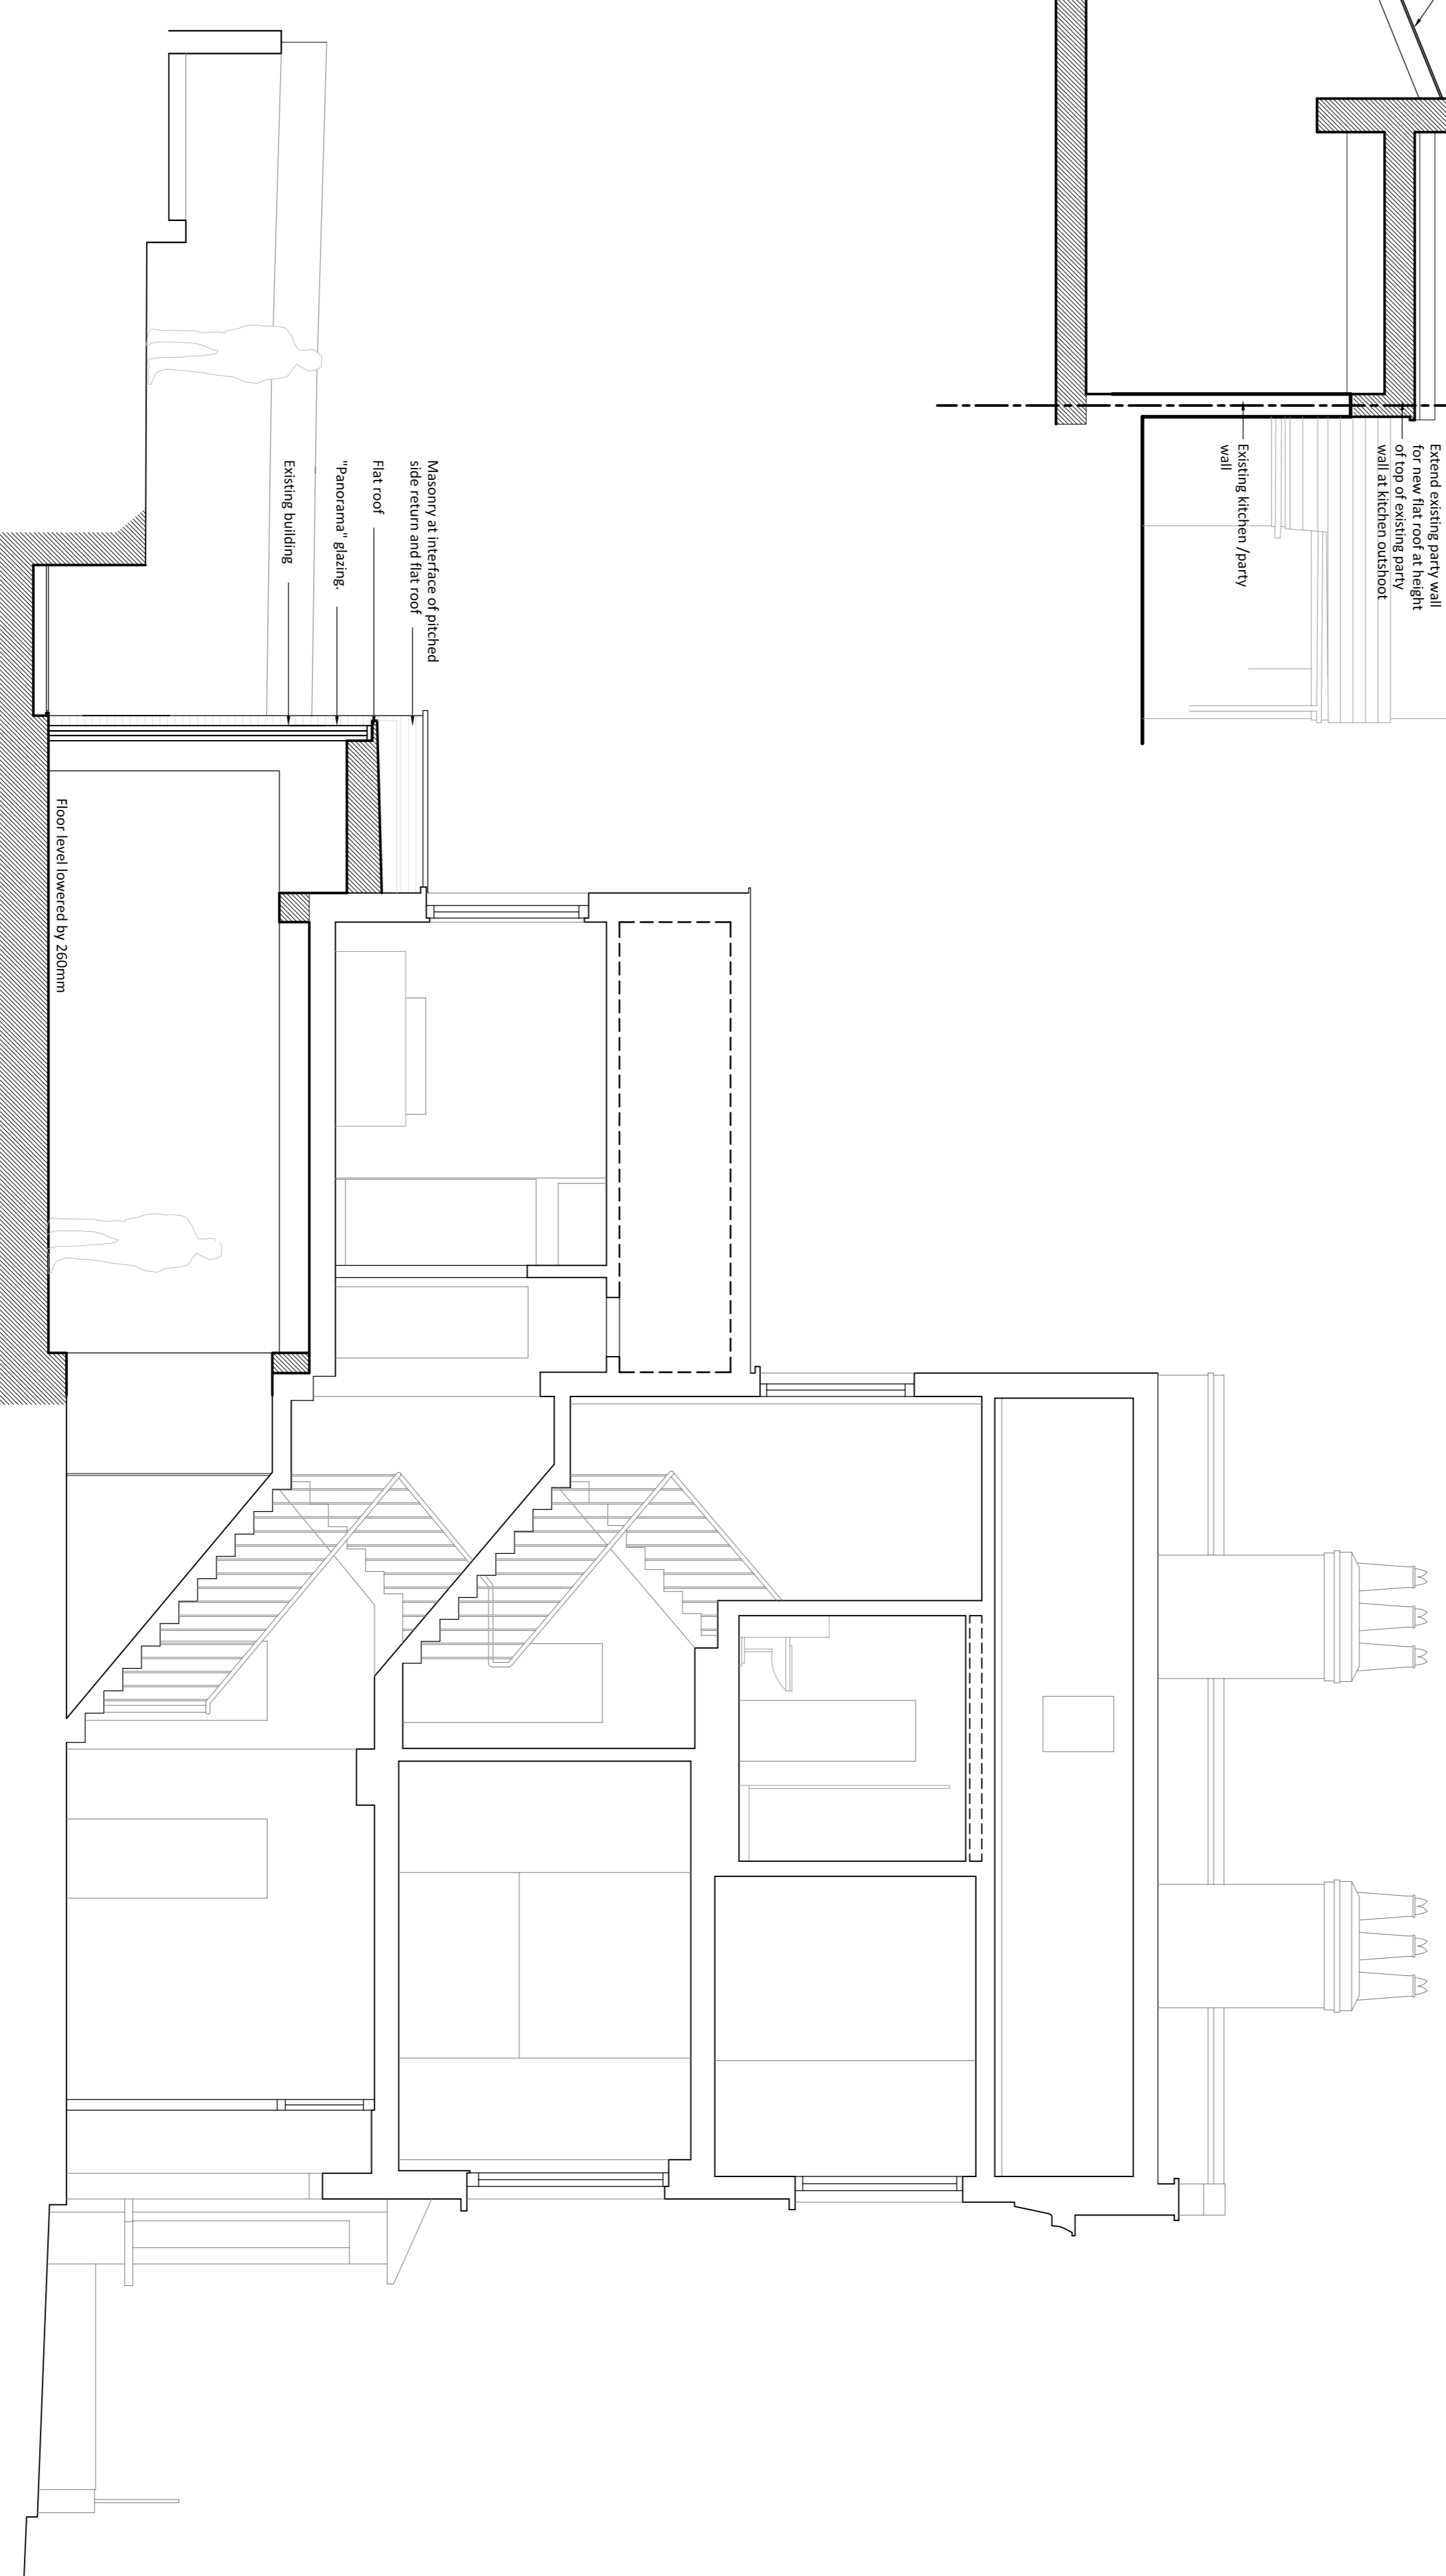 Extend existing party wall
for new flat roof at height
of top of existing party
wall at kitchen outshoot
Existing kitchen /party
wall
Masonry at interface of pitched
side return and flat roof
Flat roof
"Panorama" glazing.
Existing building
Floor level lowered by 260mm